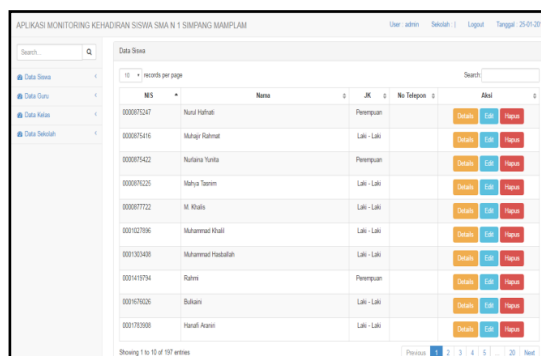 APLIKASI MONITORING KEHADIRAN SISWA SMA N 1 SIMPANG MAMPLAM User : admin Sekolah : | Logout Tanggal : 25-01-20
Search.. Data Siswa
Data Siswa 10 records per page Search:
Data Guru NIS Nama JK No Telepon Aksi
Data Kelas 0000975247 Nurul Hafnati Perempuan Details Edit Hapus
Data Sekolah 0000975416 Muhajir Rahmat Laki - Laki Details Edit Hapus
0000975422 Nurlaina Yunita Perempuan Details Edit Hapus
0000976225 Mahya Tasnim Laki - Laki Details Edit Hapus
0000977722 M. Khalis Laki - Laki Details Edit Hapus
0001027896 Muhammad Khalil Laki - Laki Details Edit Hapus
0001303408 Muhammad Hasballah Laki - Laki Details Edit Hapus
0001419794 Rahmi Perempuan Details Edit Hapus
0001676026 Bulkaini Laki - Laki Details Edit Hapus
0001783908 Hanafi Araniri Laki - Laki Details Edit Hapus
Showing 1 to 10 of 197 entries Previous 1 2 3 4 5 ... 20 Next